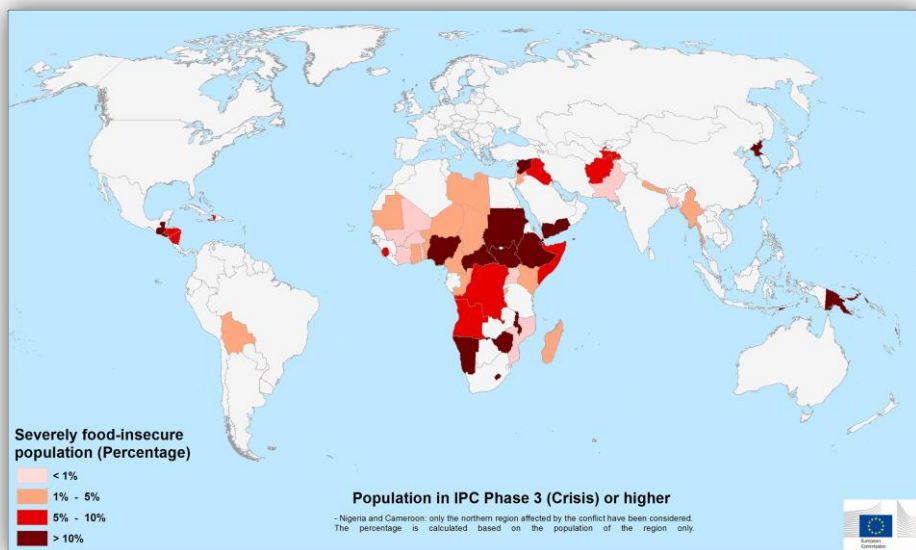 Severely food-insecure
population (Percentage)
< 1%
1% - 5%
5% - 10%
> 10%
Population in IPC Phase 3 (Crisis) or higher
- Nigeria and Cameroon: only the northern region affected by the conflict have been considered.
The percentage is calculated based on the population of the region only.
European
Commission